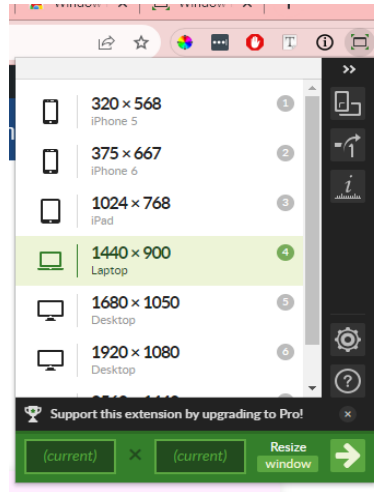 Window
Window
T
>>
320 × 568
iPhone 5
1
375 × 667
iPhone 6
2
1024 × 768
iPad
3
1440 × 900
Laptop
4
1680 × 1050
Desktop
5
1920 × 1080
Desktop
6
Support this extension by upgrading to Pro!
×
(current) × (current)
Resize
window